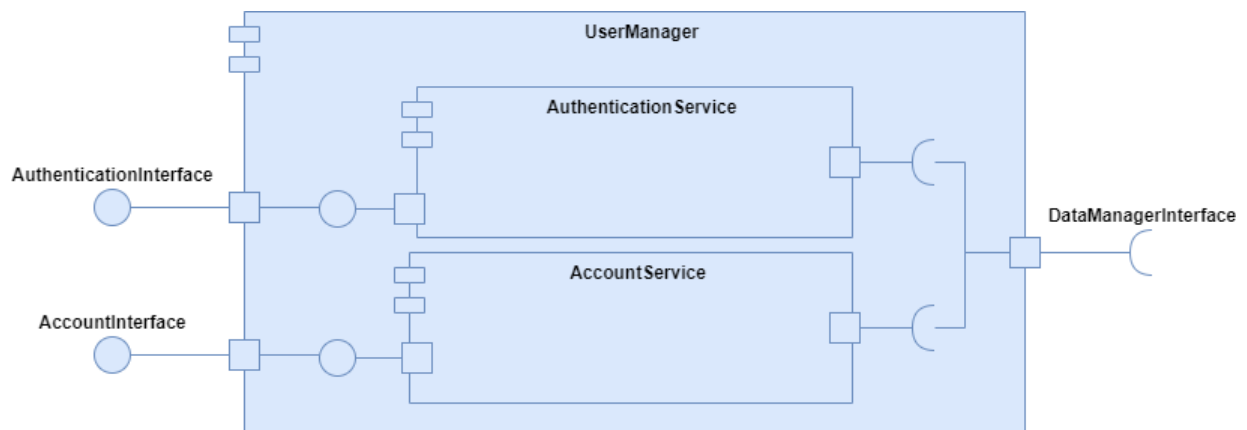 UserManager
AuthenticationService
AuthenticationInterface
DataManagerInterface
AccountService
AccountInterface